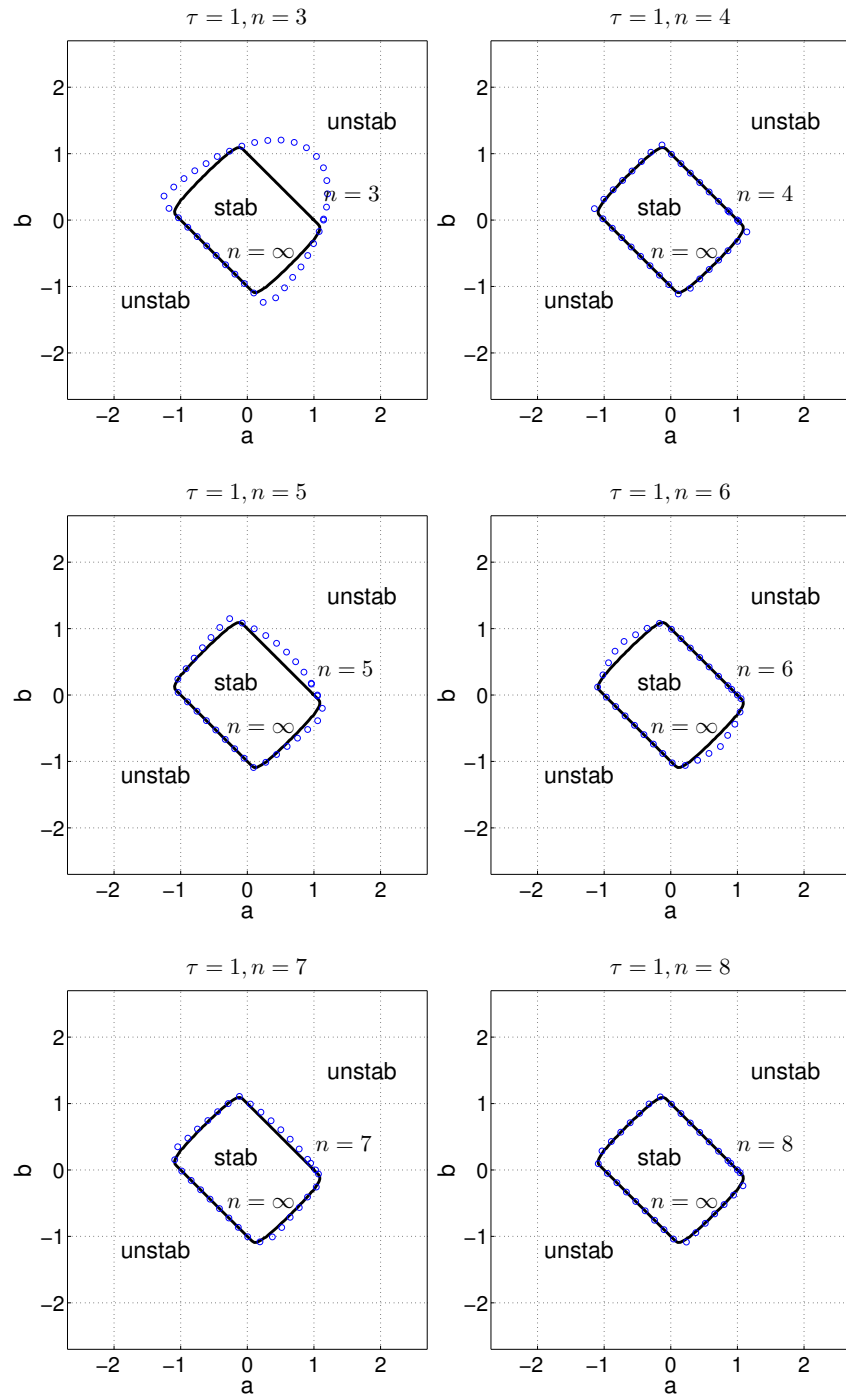 τ = 1, n = 3
unstab
n = 3
stab
n = ∞
unstab
2
1
0
−1
−2
b
−2 −1 0 1 2
a
τ = 1, n = 4
unstab
n = 4
stab
n = ∞
unstab
2
1
0
−1
−2
b
−2 −1 0 1 2
a
τ = 1, n = 5
unstab
n = 5
stab
n = ∞
unstab
2
1
0
−1
−2
b
−2 −1 0 1 2
a
τ = 1, n = 6
unstab
n = 6
stab
n = ∞
unstab
2
1
0
−1
−2
b
−2 −1 0 1 2
a
τ = 1, n = 7
unstab
n = 7
stab
n = ∞
unstab
2
1
0
−1
−2
b
−2 −1 0 1 2
a
τ = 1, n = 8
unstab
n = 8
stab
n = ∞
unstab
2
1
0
−1
−2
b
−2 −1 0 1 2
a